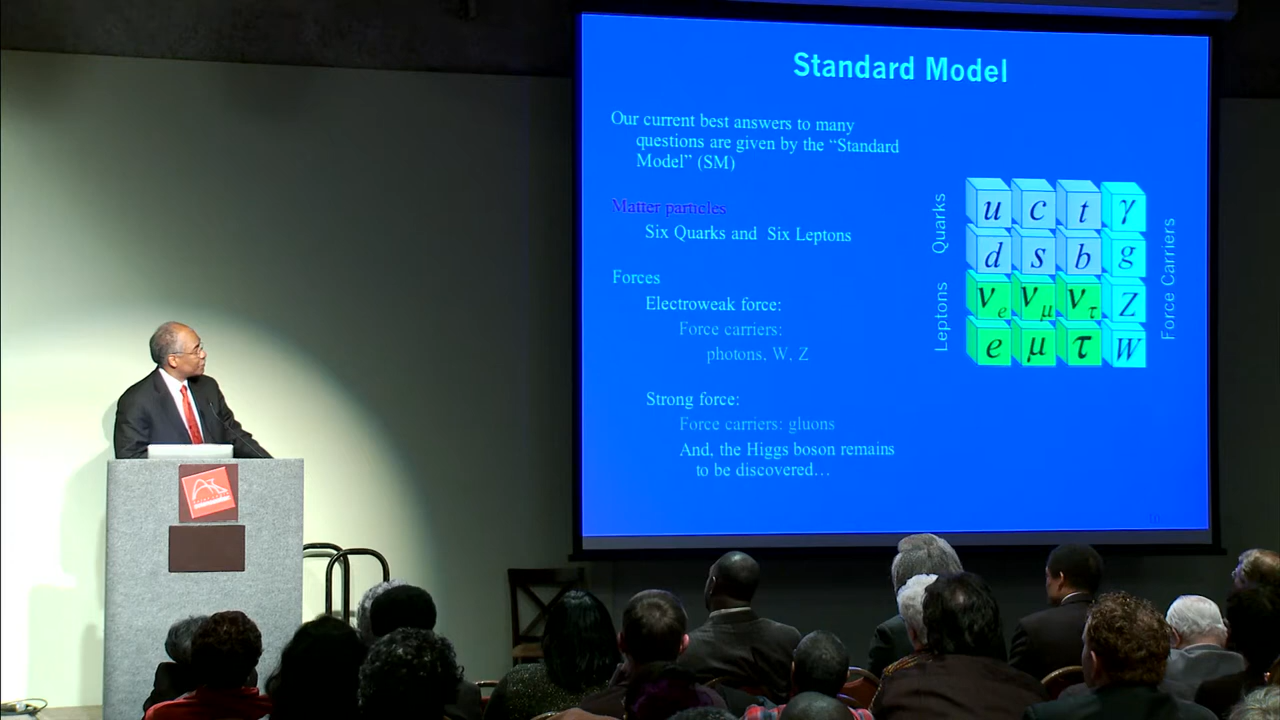 Standard Model
Our current best answers to many
questions are given by the “Standard
Model” (SM)
Matter particles
Six Quarks and Six Leptons
Forces
Electroweak force:
Force carriers:
photons, W, Z
Strong force:
Force carriers: gluons
And, the Higgs boson remains
to be discovered…
Quarks
Leptons
u c t γ
d s b g
νe νμ ντ Z
e μ τ W
Force Carriers